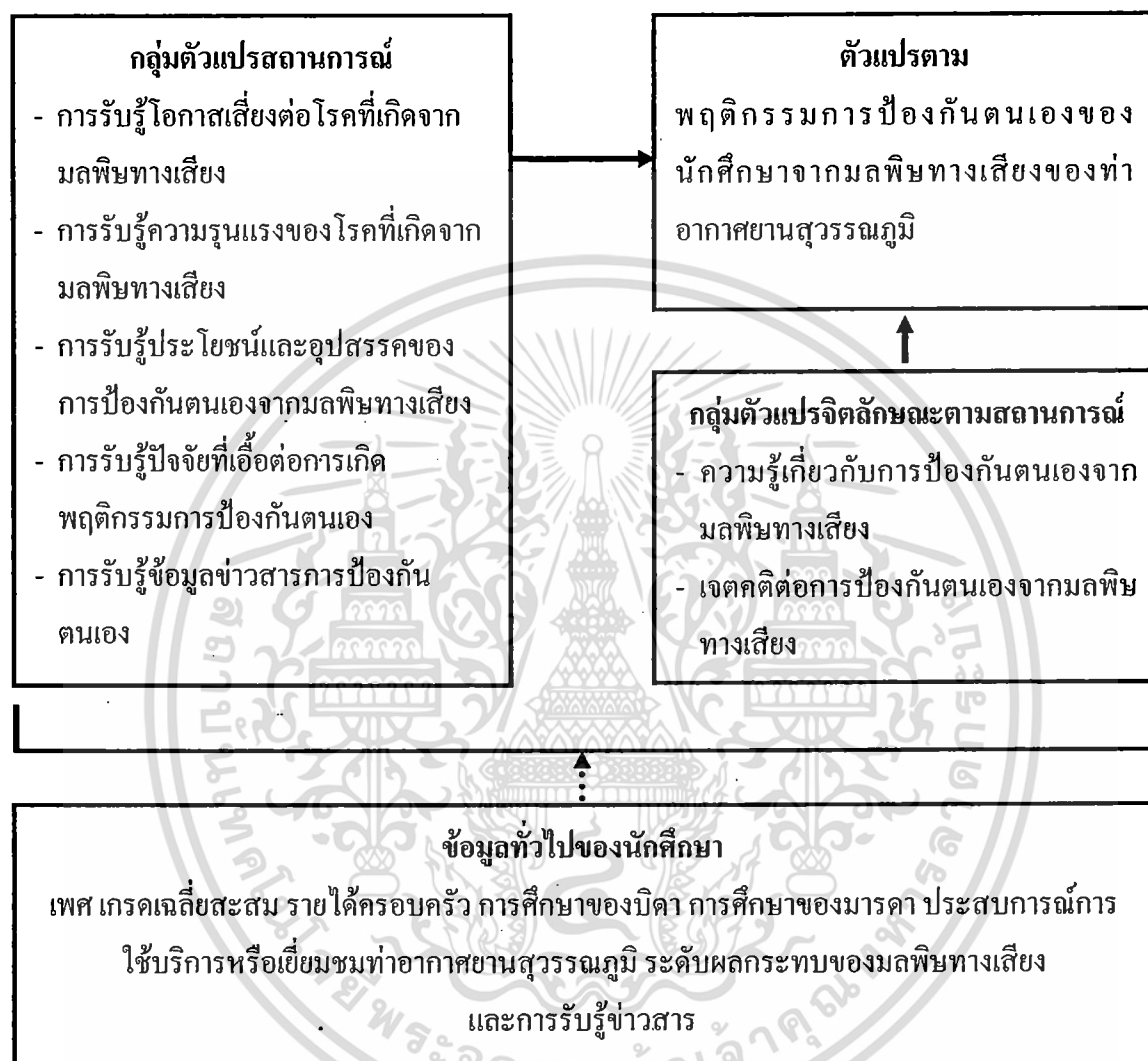 กลุ่มตัวแปรสถานการณ์
- การรับรู้โอกาสเสี่ยงต่อโรคที่เกิดจาก
มลพิษทางเสียง
- การรับรู้ความรุนแรงของโรคที่เกิดจาก
มลพิษทางเสียง
- การรับรู้ประโยชน์และอุปสรรคของ
การป้องกันตนเองจากมลพิษทางเสียง
- การรับรู้ปัจจัยที่เอื้อต่อการเกิด
พฤติกรรมการป้องกันตนเอง
- การรับรู้ข้อมูลข่าวสารการป้องกัน
ตนเอง
ตัวแปรตาม
พฤติกรรมการป้องกันตนเองของ
นักศึกษาจากมลพิษทางเสียงของท่า
อากาศยานสุวรรณภูมิ
กลุ่มตัวแปรจิตลักษณะตามสถานการณ์
- ความรู้เกี่ยวกับการป้องกันตนเองจาก
มลพิษทางเสียง
- เจตคติต่อการป้องกันตนเองจากมลพิษ
ทางเสียง
ข้อมูลทั่วไปของนักศึกษา
เพศ เกรดเฉลี่ยสะสม รายได้ครอบครัว การศึกษาของบิดา การศึกษาของมารดา ประสบการณ์การ
ใช้บริการหรือเยี่ยมชมท่าอากาศยานสุวรรณภูมิ ระดับผลกระทบของมลพิษทางเสียง
และการรับรู้ข่าวสาร